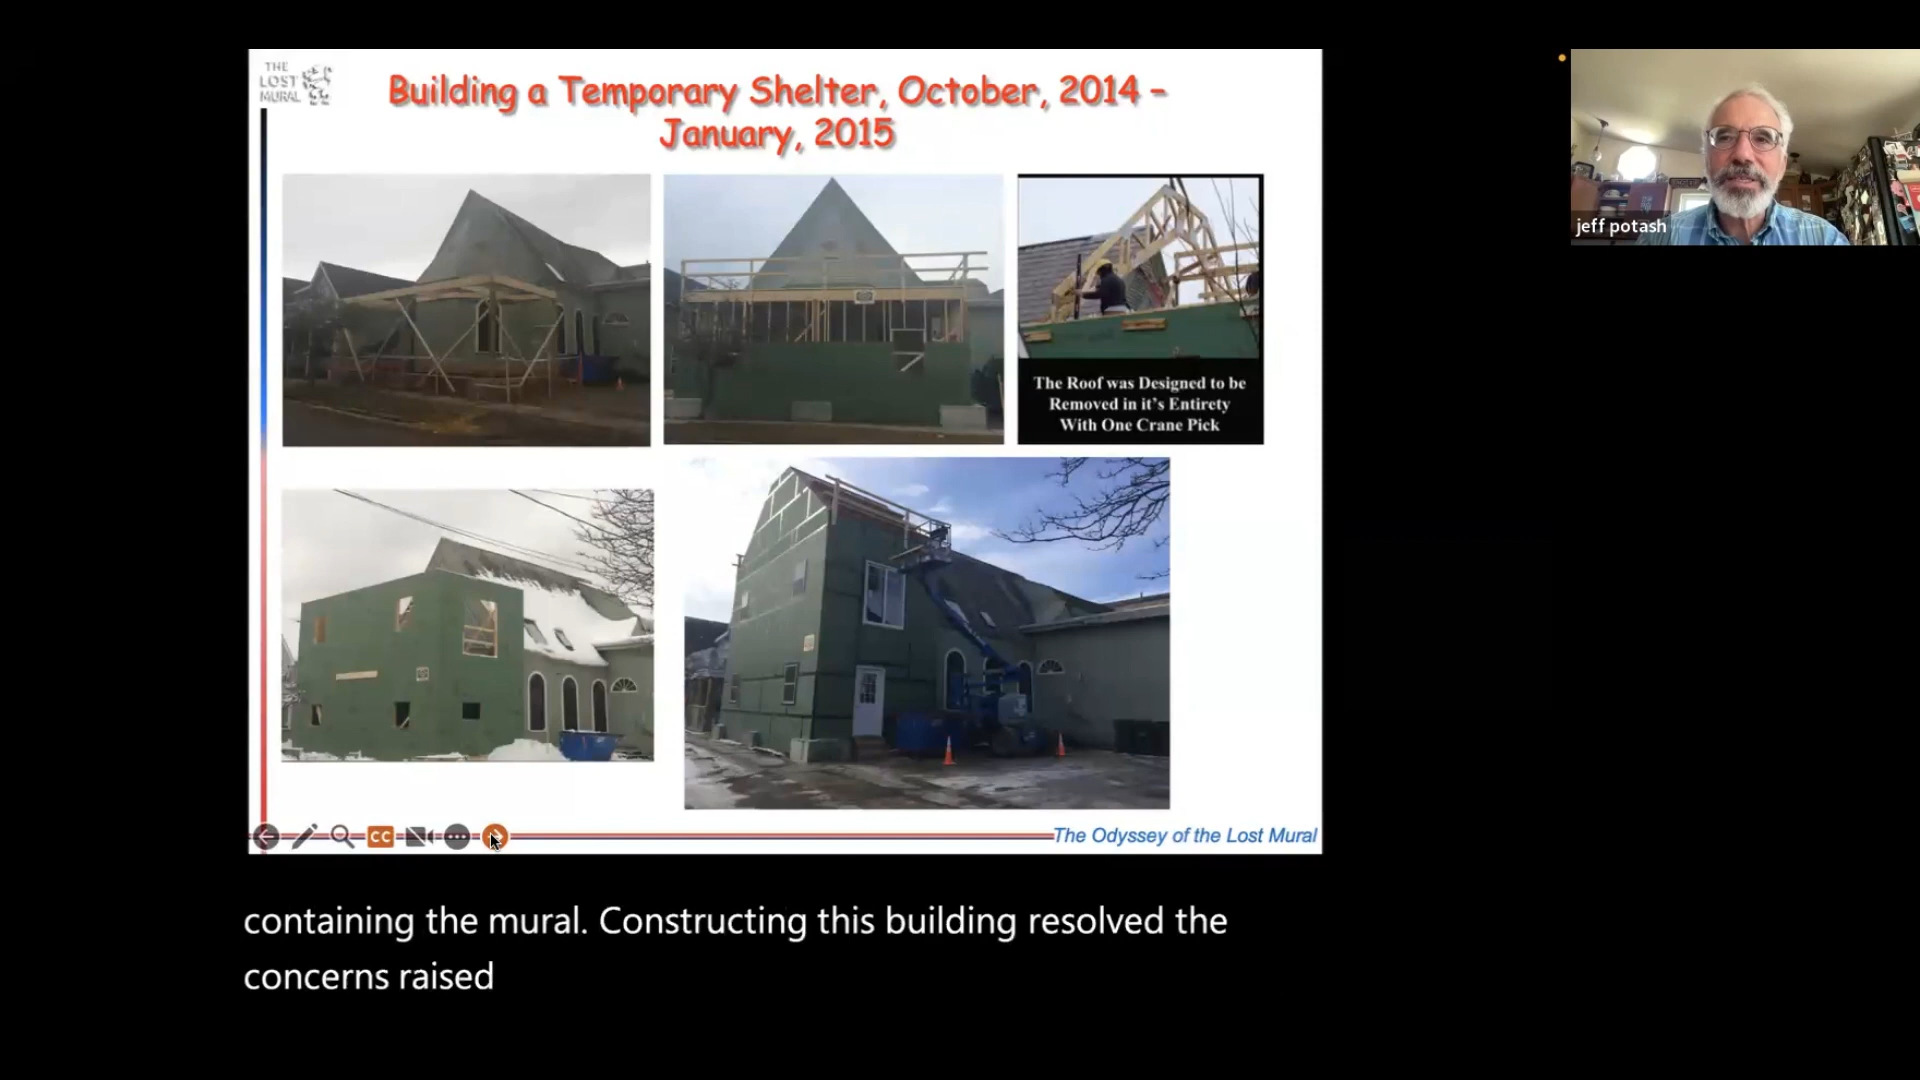 THE
LOST
MURAL
Building a Temporary Shelter, October, 2014 –
January, 2015
The Roof was Designed to be
Removed in it's Entirety
With One Crane Pick
CC
The Odyssey of the Lost Mural
jeff potash
containing the mural. Constructing this building resolved the
concerns raised